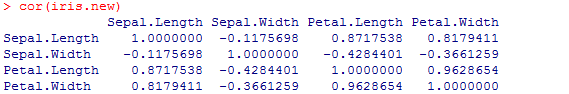 > cor(iris.new)
Sepal.Length Sepal.Width Petal.Length Petal.Width
Sepal.Length 1.0000000 -0.1175698 0.8717538 0.8179411
Sepal.Width -0.1175698 1.0000000 -0.4284401 -0.3661259
Petal.Length 0.8717538 -0.4284401 1.0000000 0.9628654
Petal.Width 0.8179411 -0.3661259 0.9628654 1.0000000